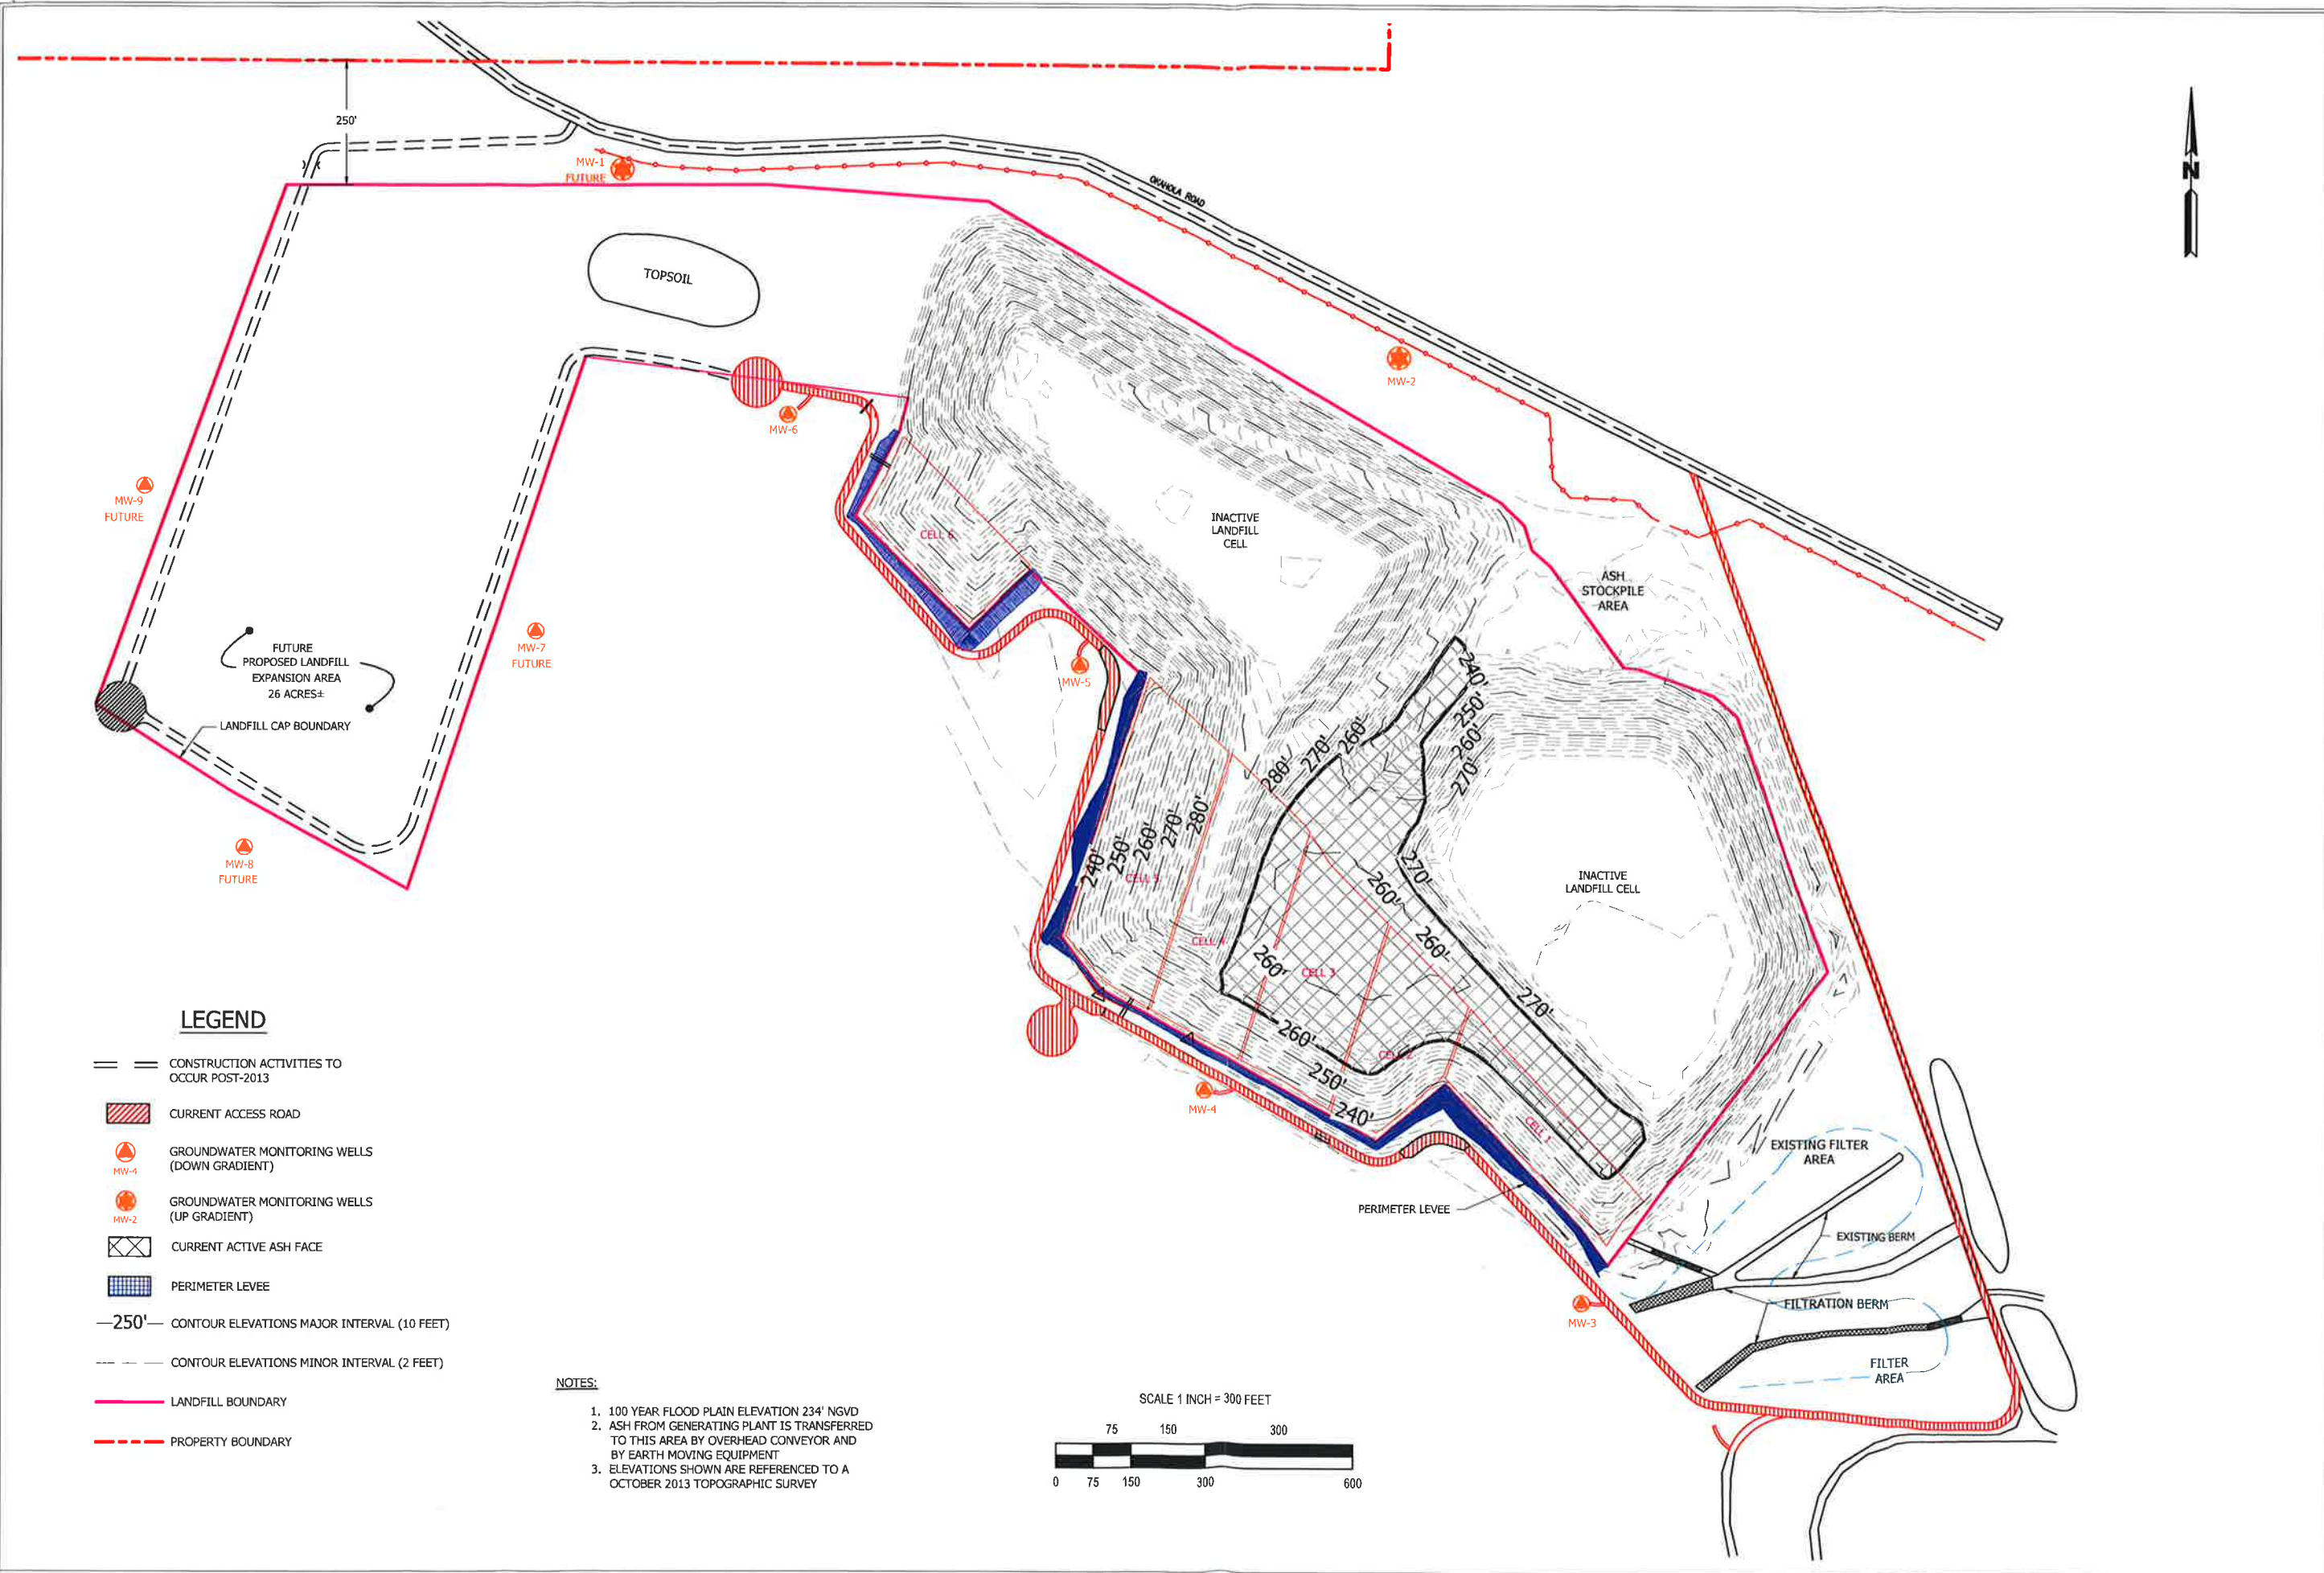 250'
MW-1
FUTURE
OKAHOLA ROAD
N
TOPSOIL
MW-2
MW-6
MW-9
FUTURE
CELL 6
INACTIVE
LANDFILL
CELL
ASH
STOCKPILE
AREA
MW-7
FUTURE
FUTURE
PROPOSED LANDFILL
EXPANSION AREA
26 ACRES±
LANDFILL CAP BOUNDARY
MW-5
240'
250'
260'
270'
280'
270'
260'
240'
250'
260'
270'
280'
CELL 5
MW-8
FUTURE
270'
260'
INACTIVE
LANDFILL CELL
CELL 4
260'
260'
CELL 3
270'
260'
CELL 2
250'
240'
MW-4
CELL 1
PERIMETER LEVEE
EXISTING FILTER
AREA
EXISTING BERM
FILTRATION BERM
MW-3
FILTER
AREA
LEGEND
CONSTRUCTION ACTIVITIES TO
OCCUR POST-2013
CURRENT ACCESS ROAD
GROUNDWATER MONITORING WELLS
(DOWN GRADIENT)
MW-4
GROUNDWATER MONITORING WELLS
(UP GRADIENT)
MW-2
CURRENT ACTIVE ASH FACE
PERIMETER LEVEE
250'
CONTOUR ELEVATIONS MAJOR INTERVAL (10 FEET)
CONTOUR ELEVATIONS MINOR INTERVAL (2 FEET)
LANDFILL BOUNDARY
PROPERTY BOUNDARY
NOTES:
1. 100 YEAR FLOOD PLAIN ELEVATION 234' NGVD
2. ASH FROM GENERATING PLANT IS TRANSFERRED
TO THIS AREA BY OVERHEAD CONVEYOR AND
BY EARTH MOVING EQUIPMENT
3. ELEVATIONS SHOWN ARE REFERENCED TO A
OCTOBER 2013 TOPOGRAPHIC SURVEY
SCALE 1 INCH = 300 FEET
75 150 300
0 75 150 300 600